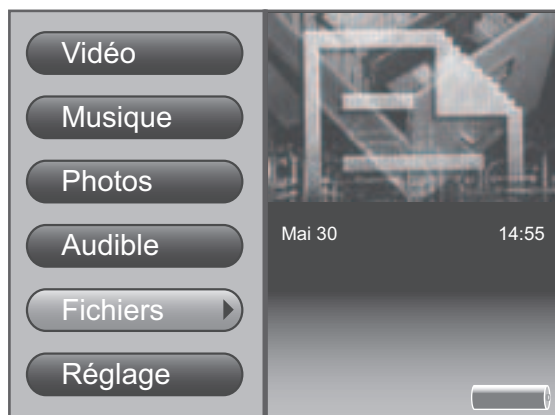 Vidéo
Musique
Photos
Audible
Fichiers
Réglage
Mai 30 14:55